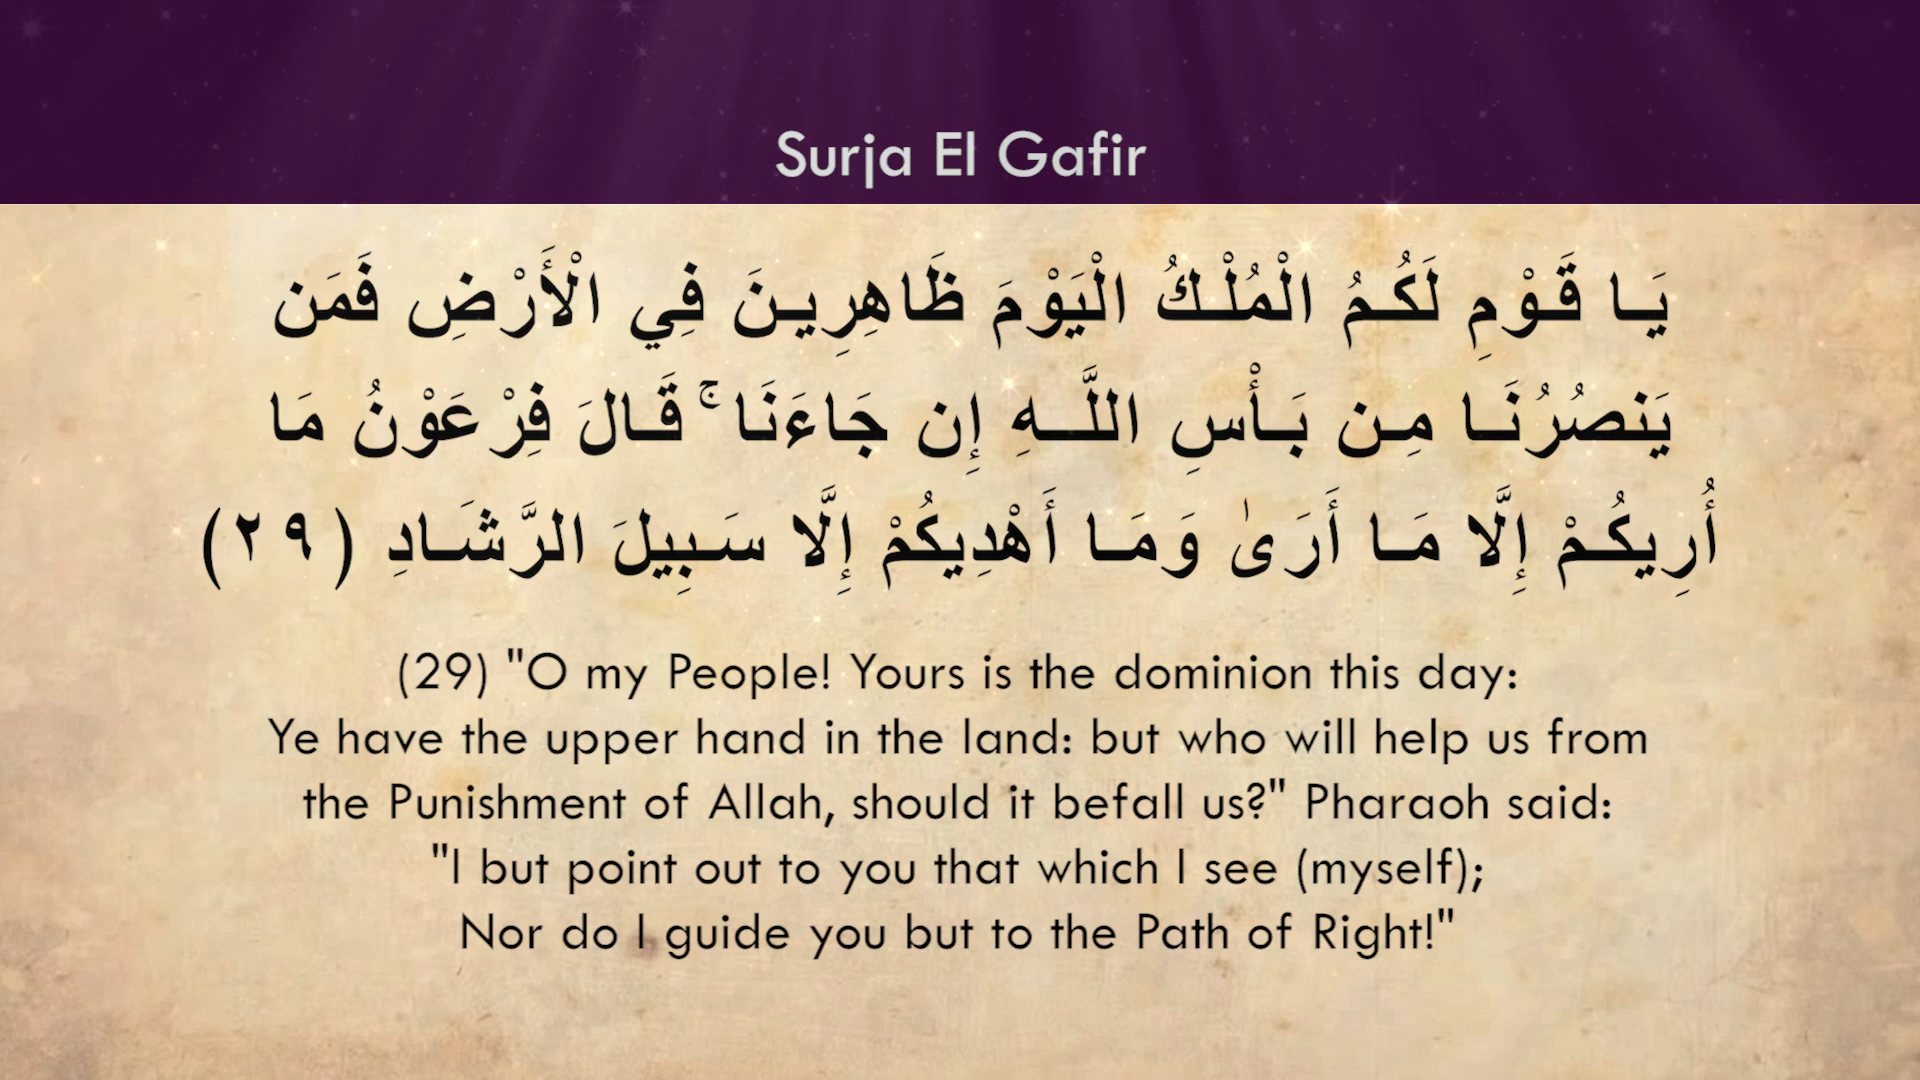 Surja El Gafir
يَـا قَـوْمِ لَكُـمُ الْمُلْـكُ الْيَوْمَ ظَاهِرِيـنَ فِي الْأَرْضِ فَمَن
يَنصُرُنَـا مِـن بَـأْسِ اللَّـهِ إِن جَاءَنَا ۚ قَـالَ فِرْعَوْنُ مَا
أُرِيكُـمْ إِلَّا مَـا أَرَىٰ وَمَـا أَهْدِيكُمْ إِلَّا سَـبِيلَ الرَّشَـادِ (٢٩)
(29) "O my People! Yours is the dominion this day:
Ye have the upper hand in the land: but who will help us from
the Punishment of Allah, should it befall us?" Pharaoh said:
"I but point out to you that which I see (myself);
Nor do I guide you but to the Path of Right!"